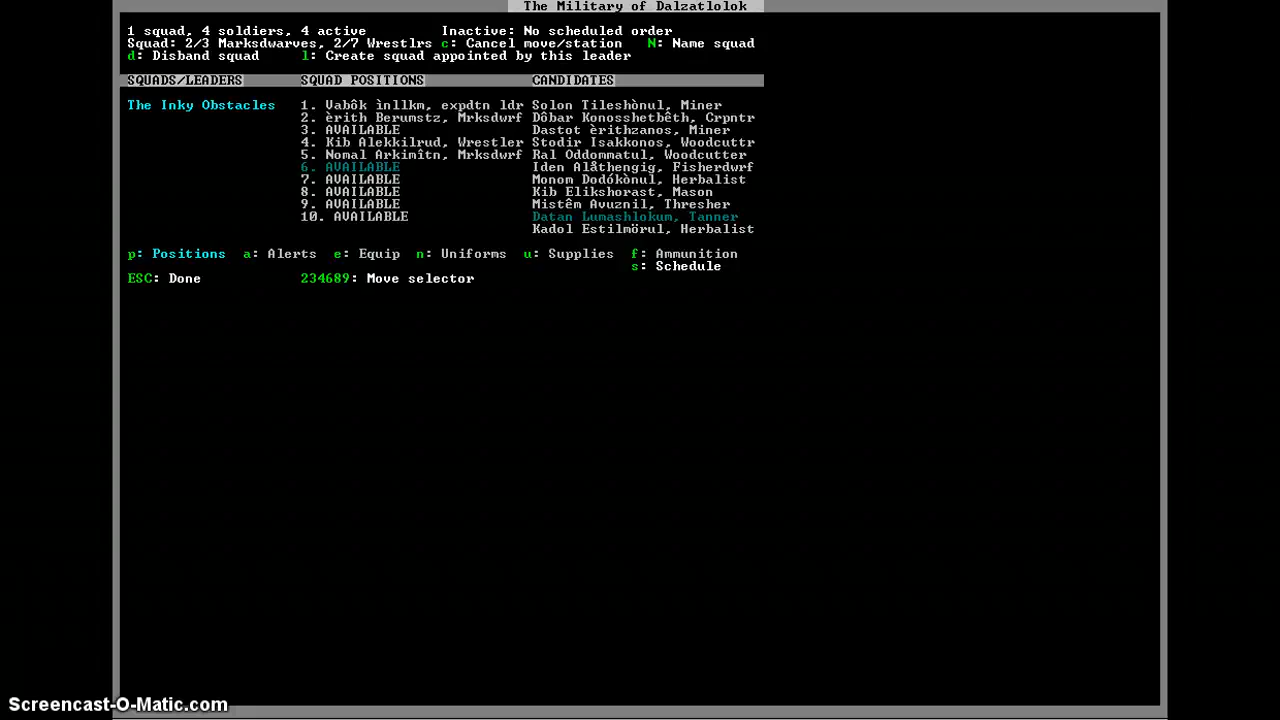 The Military of Dalzatlolok
1 squad, 4 soldiers, 4 active Inactive: No scheduled order
Squad: 2/3 Marksdwarves, 2/7 Wrestlrs c: Cancel move/station N: Name squad
d: Disband squad l: Create squad appointed by this leader
SQUADS/LEADERS SQUAD POSITIONS CANDIDATES
The Inky Obstacles 1. Vabôk ìnllkm, expdtn ldr Solon Tileshònul, Miner
2. èrith Berumstz, Mrksdwrf Dôbar Konosshetbêth, Crpntr
3. AVAILABLE Dastot èrithzanos, Miner
4. Kib Alekkilrud, Wrestler Stodir Isakkonos, Woodcuttr
5. Nomal Arkimîtn, Mrksdwrf Ral Oddommatul, Woodcutter
6. AVAILABLE Iden Alåthengig, Fisherdwrf
7. AVAILABLE Monom Dodókònul, Herbalist
8. AVAILABLE Kib Elikshorast, Mason
9. AVAILABLE Mistêm Avuznil, Thresher
10. AVAILABLE Datan Lumashlokum, Tanner
Kadol Estilmörul, Herbalist
p: Positions a: Alerts e: Equip n: Uniforms u: Supplies f: Ammunition
s: Schedule
ESC: Done 234689: Move selector
Screencast-O-Matic.com